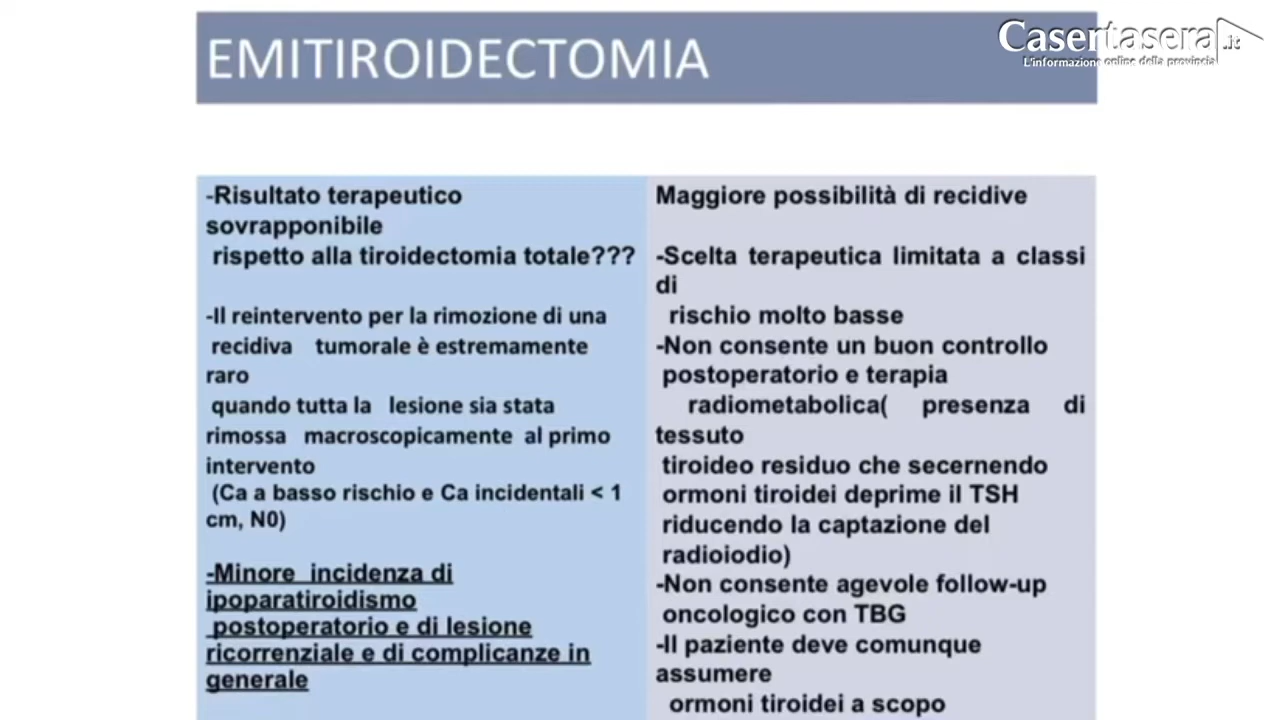 EMITIROIDECTOMIA
Casertasera.it
L'informazione online della provincia
-Risultato terapeutico
sovrapponibile
rispetto alla tiroidectomia totale???
-Il reintervento per la rimozione di una
recidiva tumorale è estremamente
raro
quando tutta la lesione sia stata
rimossa macroscopicamente al primo
intervento
(Ca a basso rischio e Ca incidentali < 1
cm, N0)
-Minore incidenza di
ipoparatiroidismo
postoperatorio e di lesione
ricorrenziale e di complicanze in
generale
Maggiore possibilità di recidive
-Scelta terapeutica limitata a classi
di
rischio molto basse
-Non consente un buon controllo
postoperatorio e terapia
radiometabolica( presenza di
tessuto
tiroideo residuo che secernendo
ormoni tiroidei deprime il TSH
riducendo la captazione del
radioiodio)
-Non consente agevole follow-up
oncologico con TBG
-Il paziente deve comunque
assumere
ormoni tiroidei a scopo